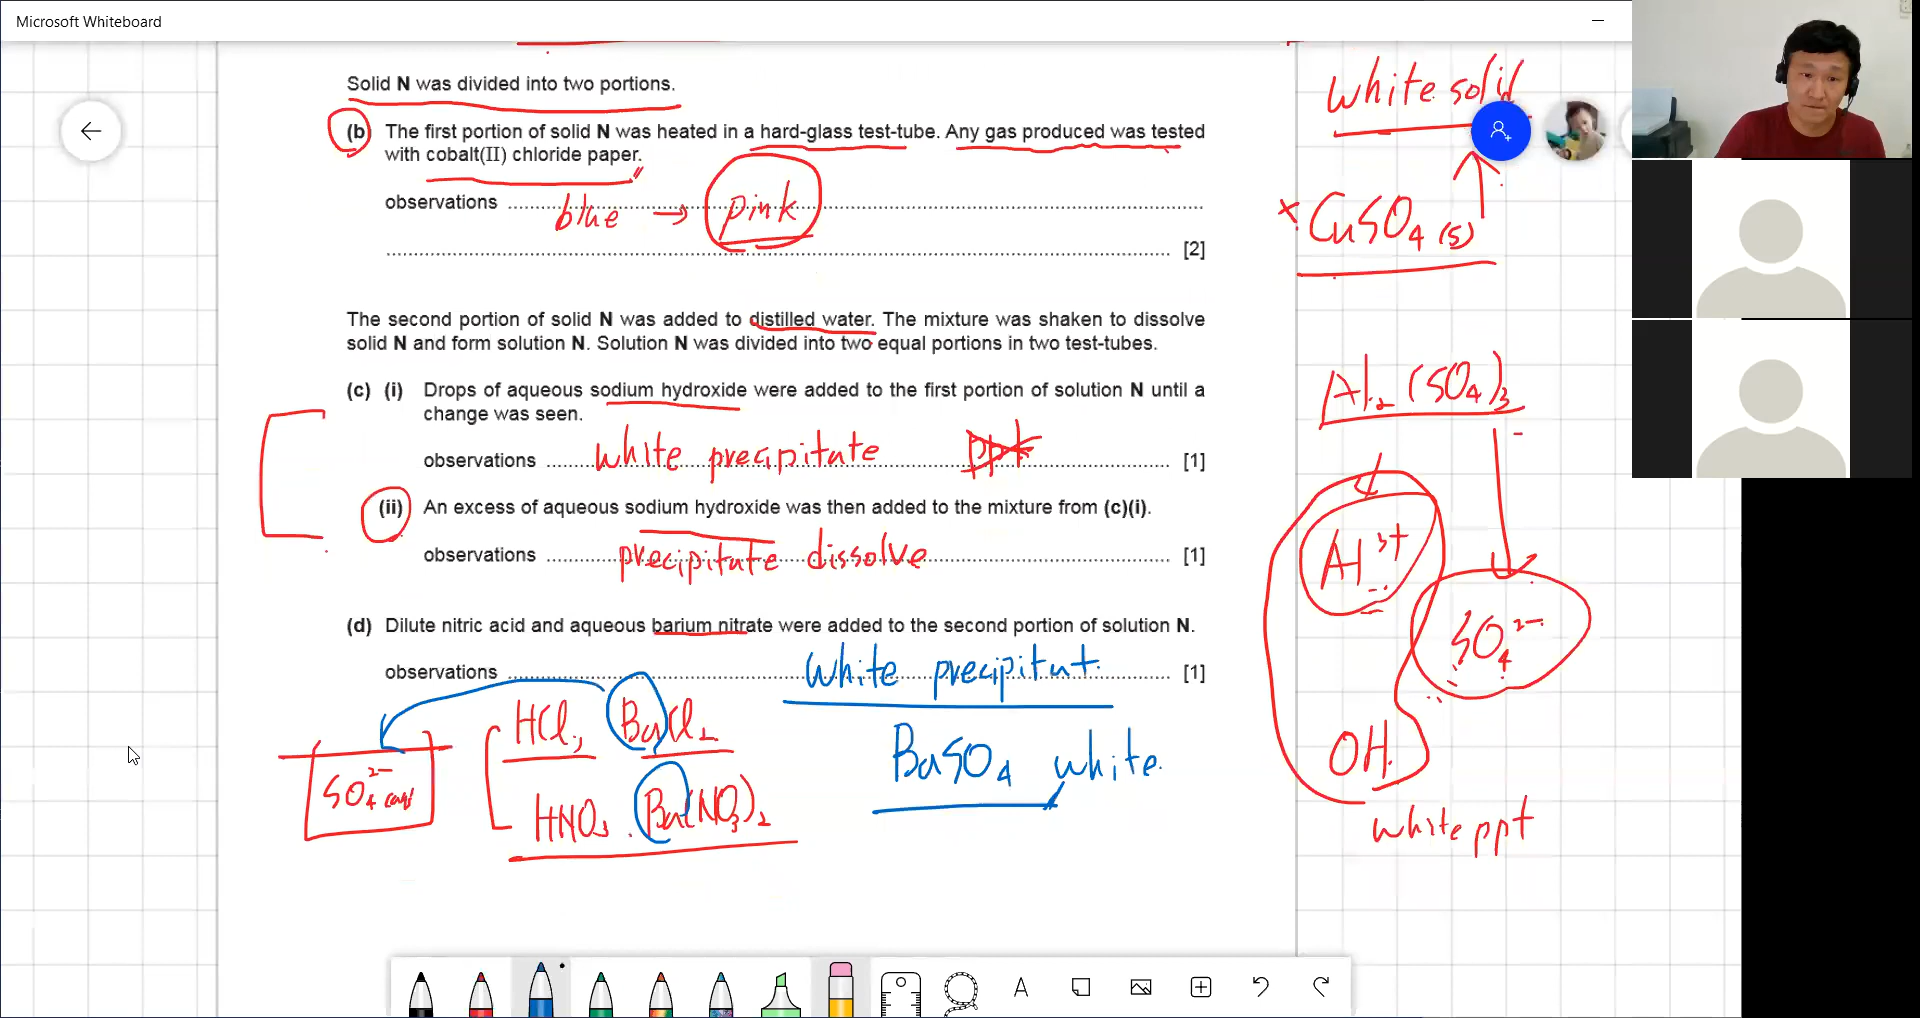 Microsoft Whiteboard
Solid N was divided into two portions.
(b) The first portion of solid N was heated in a hard-glass test-tube. Any gas produced was tested
with cobalt(II) chloride paper.
observations blue → pink
[2]
The second portion of solid N was added to distilled water. The mixture was shaken to dissolve
solid N and form solution N. Solution N was divided into two equal portions in two test-tubes.
(c) (i) Drops of aqueous sodium hydroxide were added to the first portion of solution N until a
change was seen.
observations white precipitate ppt [1]
(ii) An excess of aqueous sodium hydroxide was then added to the mixture from (c)(i).
observations precipitate dissolve [1]
(d) Dilute nitric acid and aqueous barium nitrate were added to the second portion of solution N.
observations white precipitat. [1]
HCl, BaCl₂
SO₄²⁻(aq)
HNO₃. Ba(NO₃)₂
BaSO₄ white.
white solid
× CuSO₄(s)
Al₂(SO₄)₃
Al³⁺
SO₄²⁻
OH.
white ppt
A